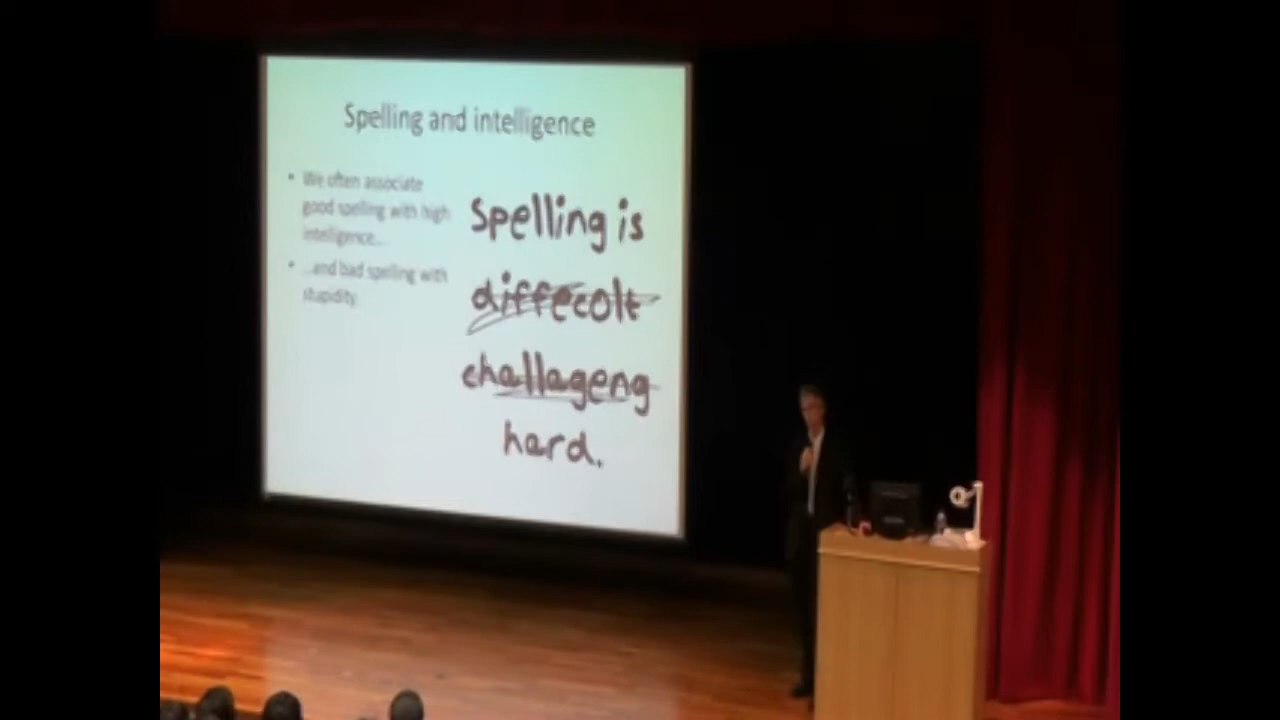 Spelling and intelligence
• We often associate
good spelling with high
intelligence...
• ...and bad spelling with
stupidity.
Spelling is
diffecolt
challageng
hard.